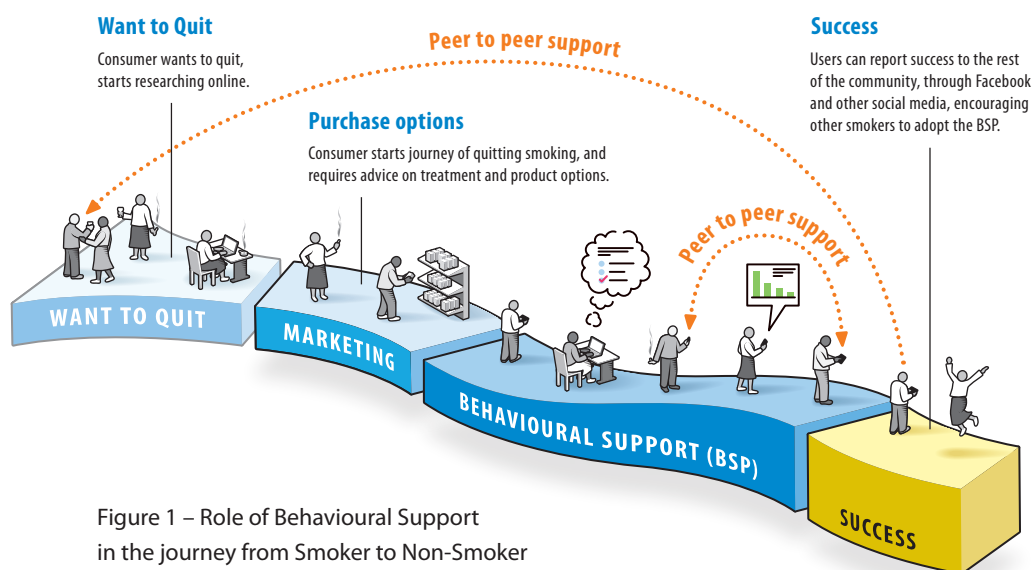 Want to Quit
Consumer wants to quit,
starts researching online.
Peer to peer support
Success
Users can report success to the rest
of the community, through Facebook
and other social media, encouraging
other smokers to adopt the BSP.
Purchase options
Consumer starts journey of quitting smoking, and
requires advice on treatment and product options.
Peer to peer support
WANT TO QUIT
MARKETING
BEHAVIOURAL SUPPORT (BSP)
SUCCESS
Figure 1 – Role of Behavioural Support
in the journey from Smoker to Non-Smoker